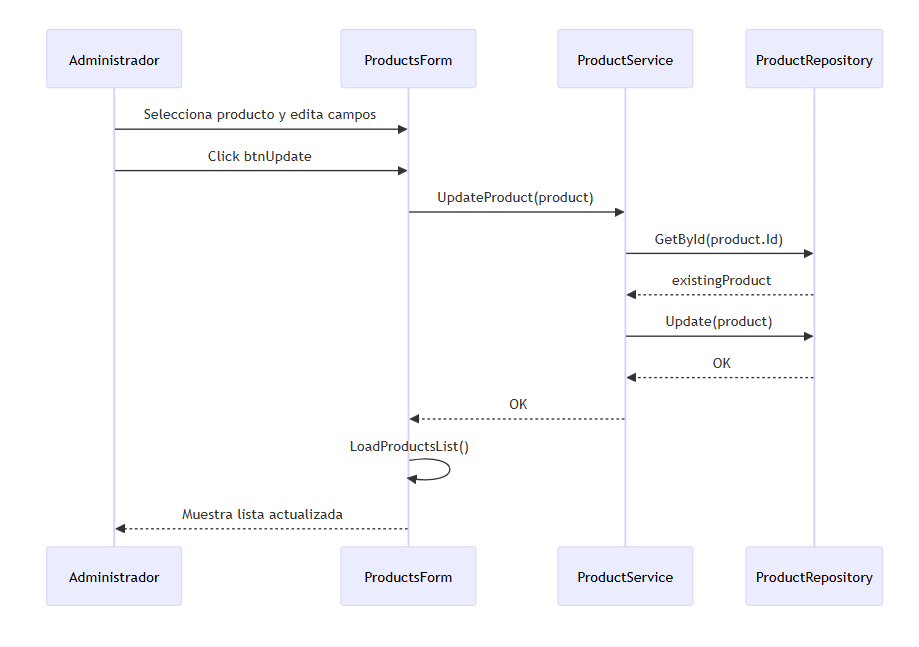 Administrador
ProductsForm
ProductService
ProductRepository
Selecciona producto y edita campos
Click btnUpdate
UpdateProduct(product)
GetById(product.Id)
existingProduct
Update(product)
OK
OK
LoadProductsList()
Muestra lista actualizada
Administrador
ProductsForm
ProductService
ProductRepository